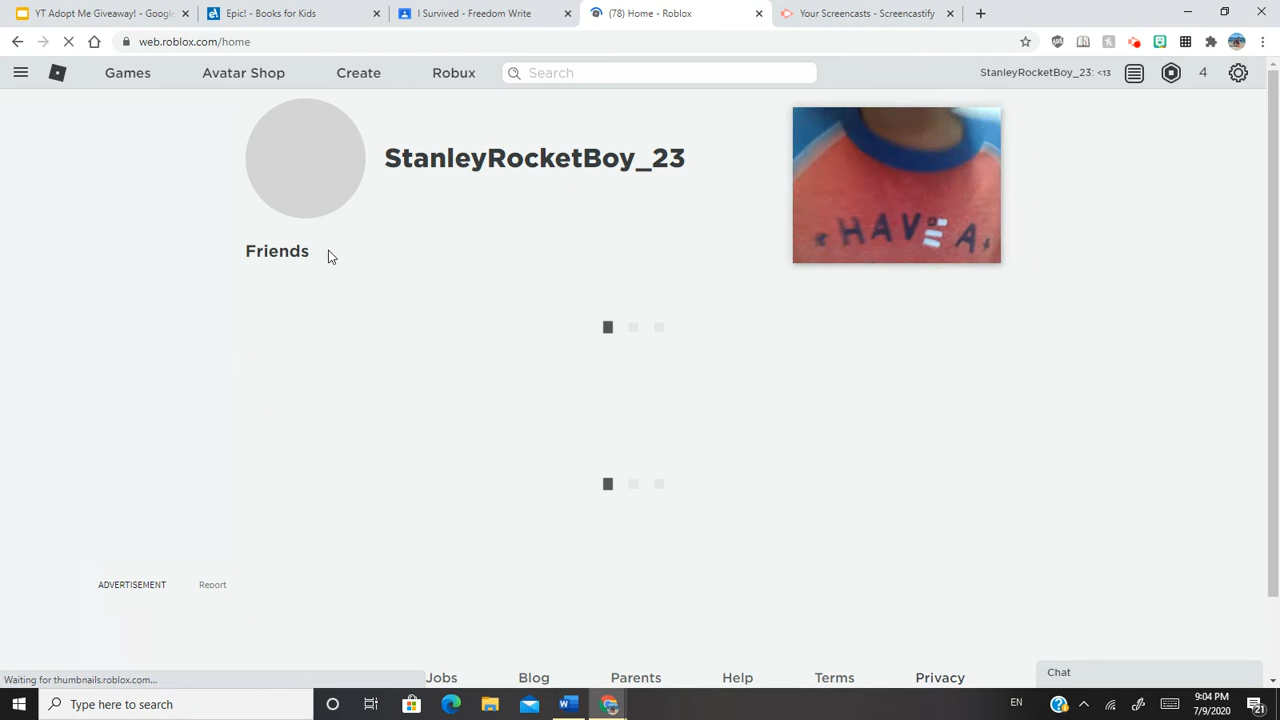 YT Adopt Me Giveaway! - Googl
Epic! - Books for Kids
I Survived - Freedom Write
(78) Home - Roblox
Your Screencasts - Screencastify
web.roblox.com/home
Games
Avatar Shop
Create
Robux
Search
StanleyRocketBoy_23: <13
4
StanleyRocketBoy_23
HAVE A
Friends
ADVERTISEMENT
Report
Waiting for thumbnails.roblox.com...
Jobs
Blog
Parents
Help
Terms
Privacy
Chat
Type here to search
EN
9:04 PM
7/9/2020
21